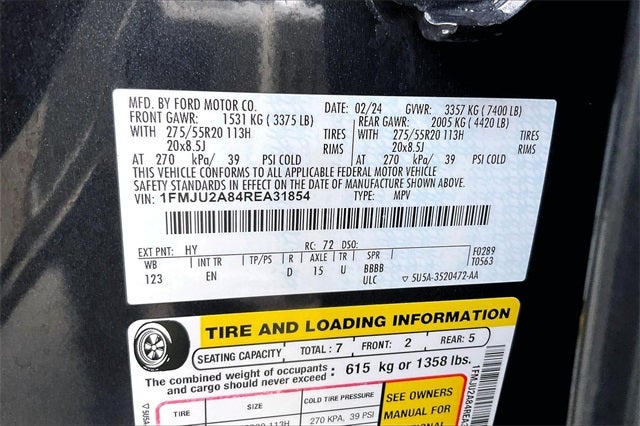 MFD. BY FORD MOTOR CO. DATE: 02/24 GVWR: 3357 KG ( 7400 LB)
FRONT GAWR: 1531 KG ( 3375 LB) REAR GAWR: 2005 KG ( 4420 LB)
WITH 275/55R20 113H TIRES 275/55R20 113H TIRES
20x8.5J RIMS 20x8.5J RIMS
AT 270 kPa/ 39 PSI COLD AT 270 kPa/ 39 PSI COLD
THIS VEHICLE CONFORMS TO ALL APPLICABLE FEDERAL MOTOR VEHICLE
SAFETY STANDARDS IN EFFECT ON THE DATE OF MANUFACTURE SHOWN ABOVE.
VIN: 1FMJU2A84REA31854 TYPE: MPV
EXT PNT: HY RC: 72 DSO: F0289
WB INT TR TP/PS R AXLE TR SPR T0563
123 EN D 15 U BBBB
ULC 5U5A-3520472-AA
TIRE AND LOADING INFORMATION
SEATING CAPACITY TOTAL: 7 FRONT: 2 REAR: 5
The combined weight of occupants and cargo should never exceed: 615 kg or 1358 lbs.
TIRE SIZE COLD TIRE PRESSURE
270 KPA, 39 PSI
SEE OWNERS
MANUAL FOR